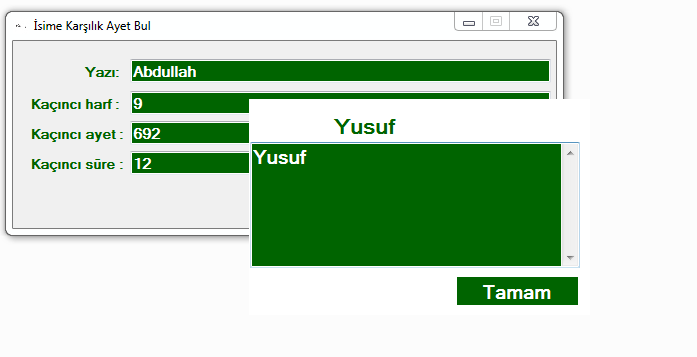 İsime Karşılık Ayet Bul
Yazı: Abdullah
Kaçıncı harf : 9
Kaçıncı ayet : 692
Kaçıncı süre : 12
Yusuf
Yusuf
Tamam